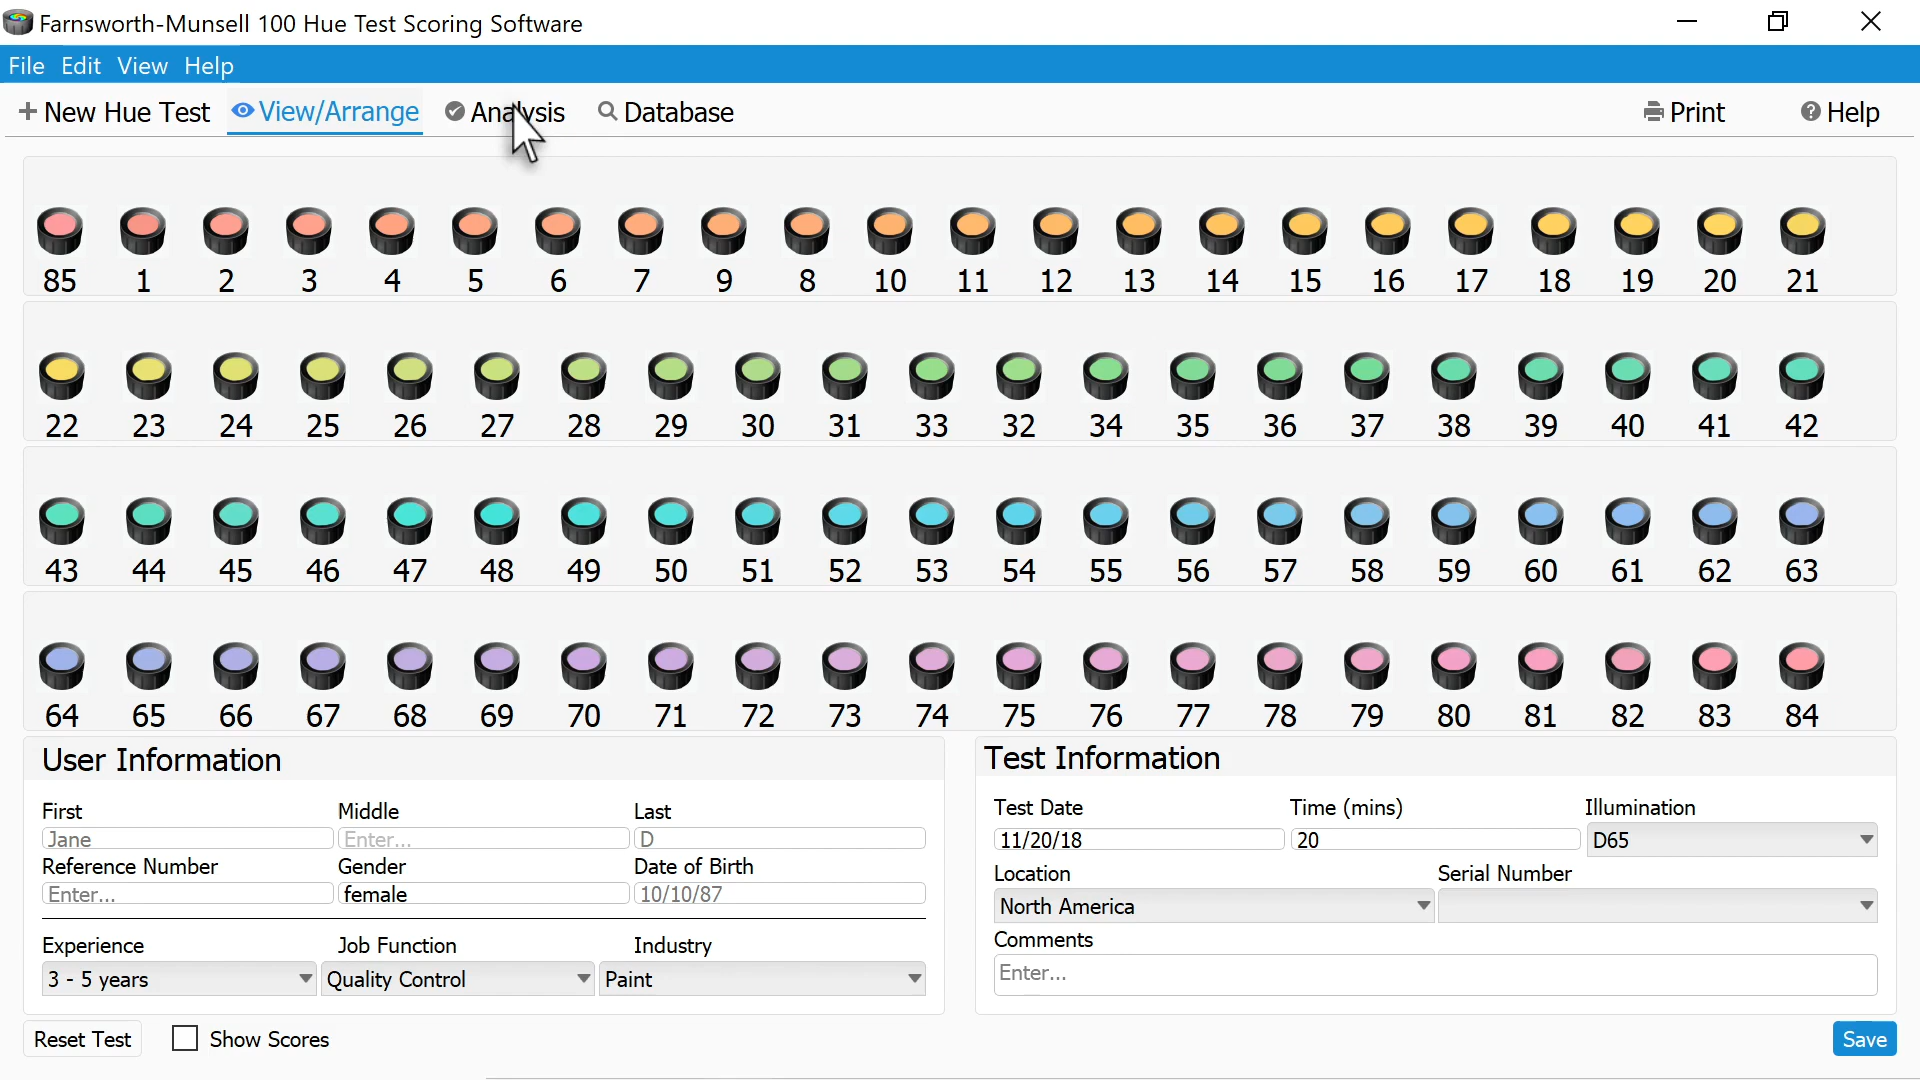 Farnsworth-Munsell 100 Hue Test Scoring Software
File Edit View Help
New Hue Test View/Arrange Analysis Database Print Help
85 1 2 3 4 5 6 7 9 8 10 11 12 13 14 15 16 17 18 19 20 21
22 23 24 25 26 27 28 29 30 31 33 32 34 35 36 37 38 39 40 41 42
43 44 45 46 47 48 49 50 51 52 53 54 55 56 57 58 59 60 61 62 63
64 65 66 67 68 69 70 71 72 73 74 75 76 77 78 79 80 81 82 83 84
User Information
First Middle Last
Jane Enter... D
Reference Number Gender Date of Birth
Enter... female 10/10/87
Experience Job Function Industry
3 - 5 years Quality Control Paint
Test Information
Test Date Time (mins) Illumination
11/20/18 20 D65
Location Serial Number
North America
Comments
Enter...
Reset Test Show Scores Save